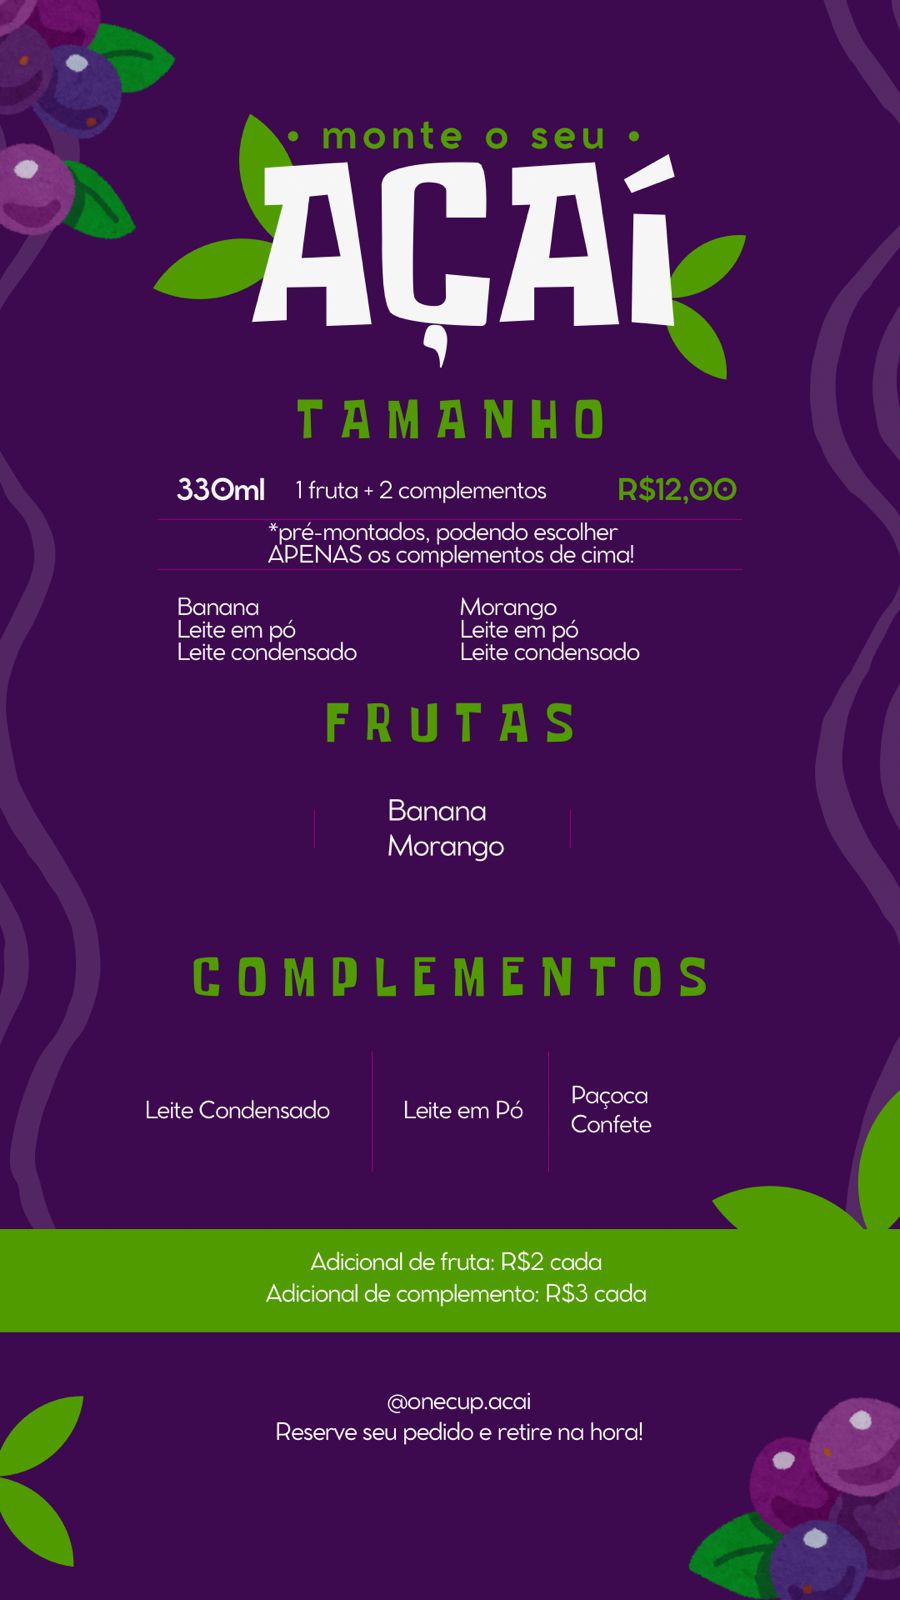 • monte o seu •
AÇAÍ
TAMANHO
330ml 1 fruta + 2 complementos R$12,00
*pré-montados, podendo escolher
APENAS os complementos de cima!
Banana
Leite em pó
Leite condensado
Morango
Leite em pó
Leite condensado
FRUTAS
Banana
Morango
COMPLEMENTOS
Leite Condensado
Leite em Pó
Paçoca
Confete
Adicional de fruta: R$2 cada
Adicional de complemento: R$3 cada
@onecup.acai
Reserve seu pedido e retire na hora!